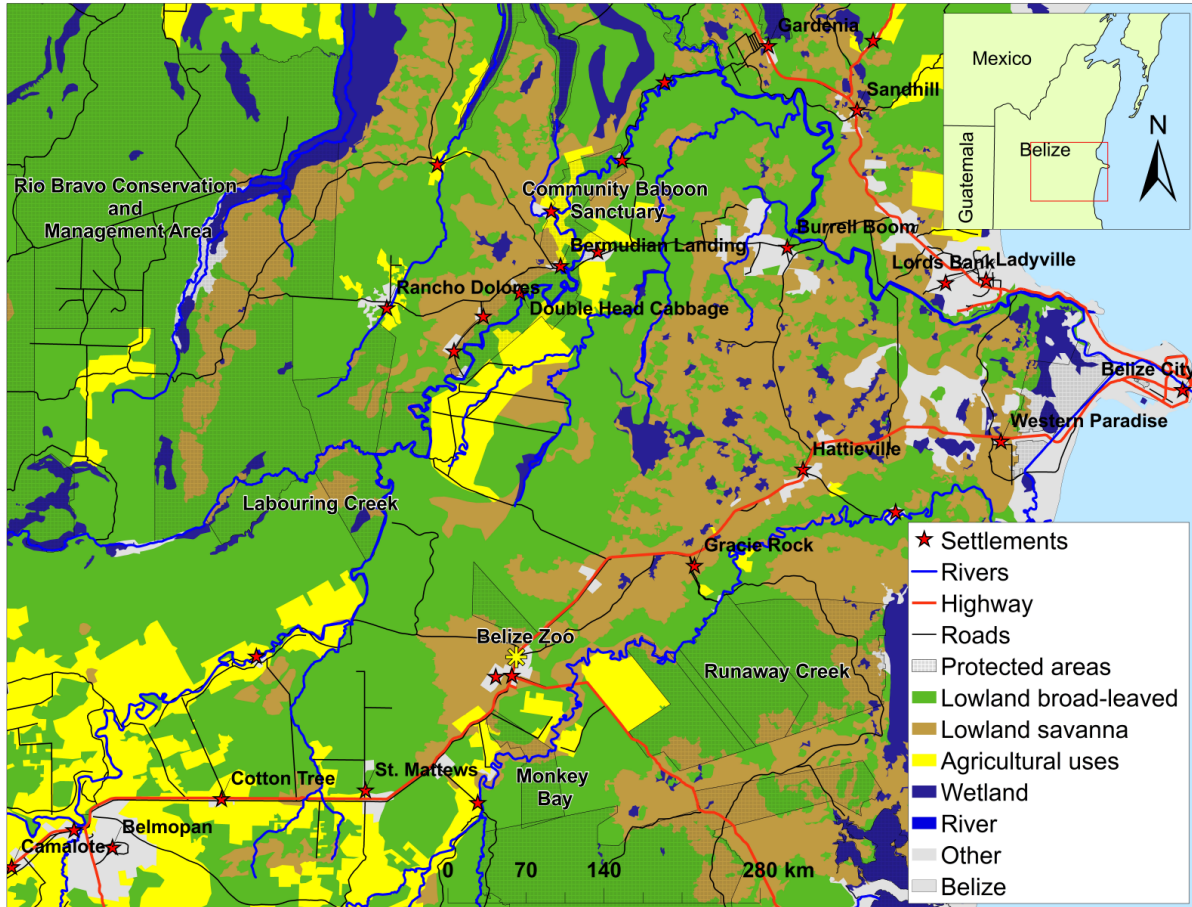 Gardenia
Mexico
Sandhill
N
Guatemala
Belize
Rio Bravo Conservation
and
Management Area
Community Baboon
Sanctuary
Burrell Boom
Bermudian Landing
Lords Bank
Ladyville
Rancho Dolores
Double Head Cabbage
Belize City
Western Paradise
Hattieville
Labouring Creek
Gracie Rock
Belize Zoo
Runaway Creek
Cotton Tree
St. Mattews
Monkey
Bay
Belmopan
Camalote
0 70 140 280 km
Settlements
Rivers
Highway
Roads
Protected areas
Lowland broad-leaved
Lowland savanna
Agricultural uses
Wetland
River
Other
Belize